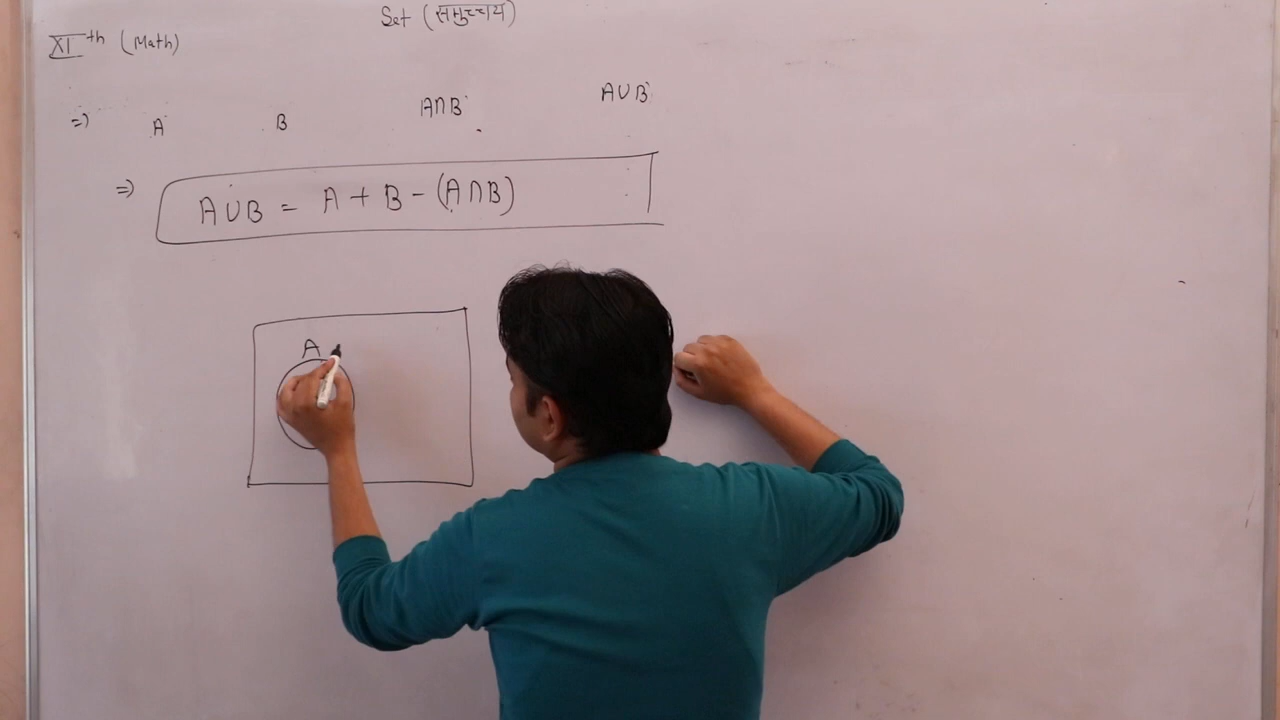 Set (समुच्चय)
XIth (Math)
=) A B A∩B A∪B
=) A∪B = A + B - (A∩B)
A